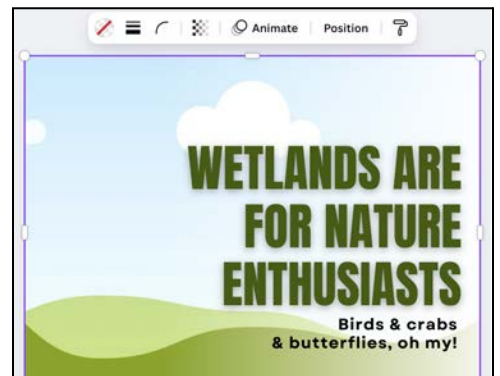 Animate Position
WETLANDS ARE
FOR NATURE
ENTHUSIASTS
Birds & crabs
& butterflies, oh my!